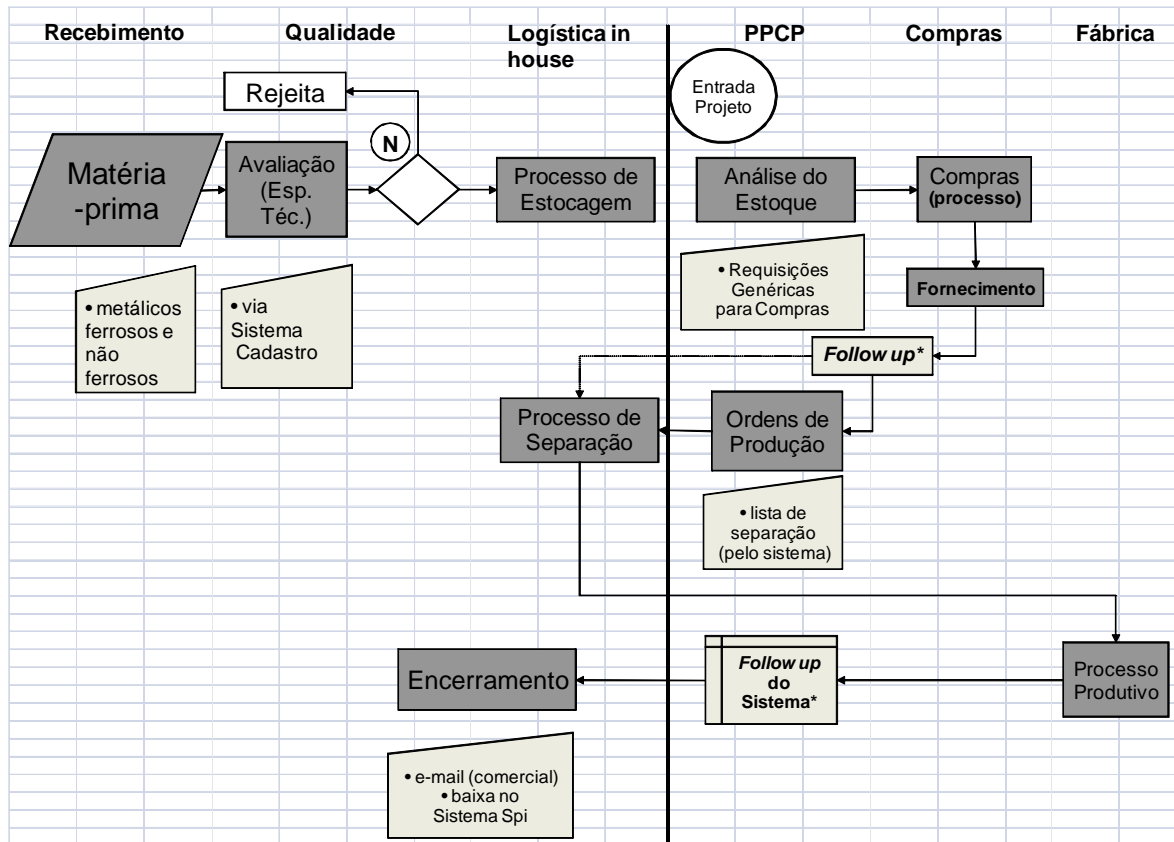 Recebimento
Qualidade
Logística in
house
PPCP
Compras
Fábrica
Rejeita
N
Entrada
Projeto
Matéria
-prima
Avaliação
(Esp.
Téc.)
Processo de
Estocagem
Análise do
Estoque
Compras
(processo)
• metálicos
ferrosos e
não
ferrosos
• via
Sistema
Cadastro
• Requisições
Genéricas
para Compras
Fornecimento
Follow up*
Processo de
Separação
Ordens de
Produção
• lista de
separação
(pelo sistema)
Encerramento
Follow up
do
Sistema*
Processo
Produtivo
• e-mail (comercial)
• baixa no
Sistema Spi